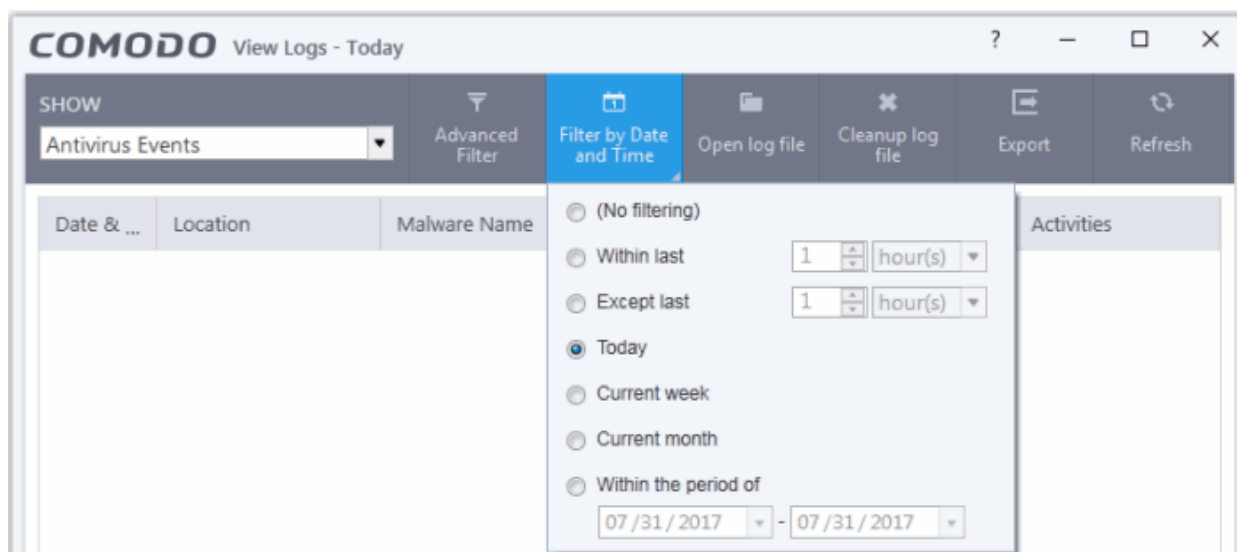 COMODO View Logs - Today ?
SHOW
Antivirus Events
Advanced
Filter
Filter by Date
and Time
Open log file
Cleanup log
file
Export
Refresh
Date & ... Location Malware Name Activities
(No filtering)
Within last 1 hour(s)
Except last 1 hour(s)
Today
Current week
Current month
Within the period of
07/31/2017 - 07/31/2017